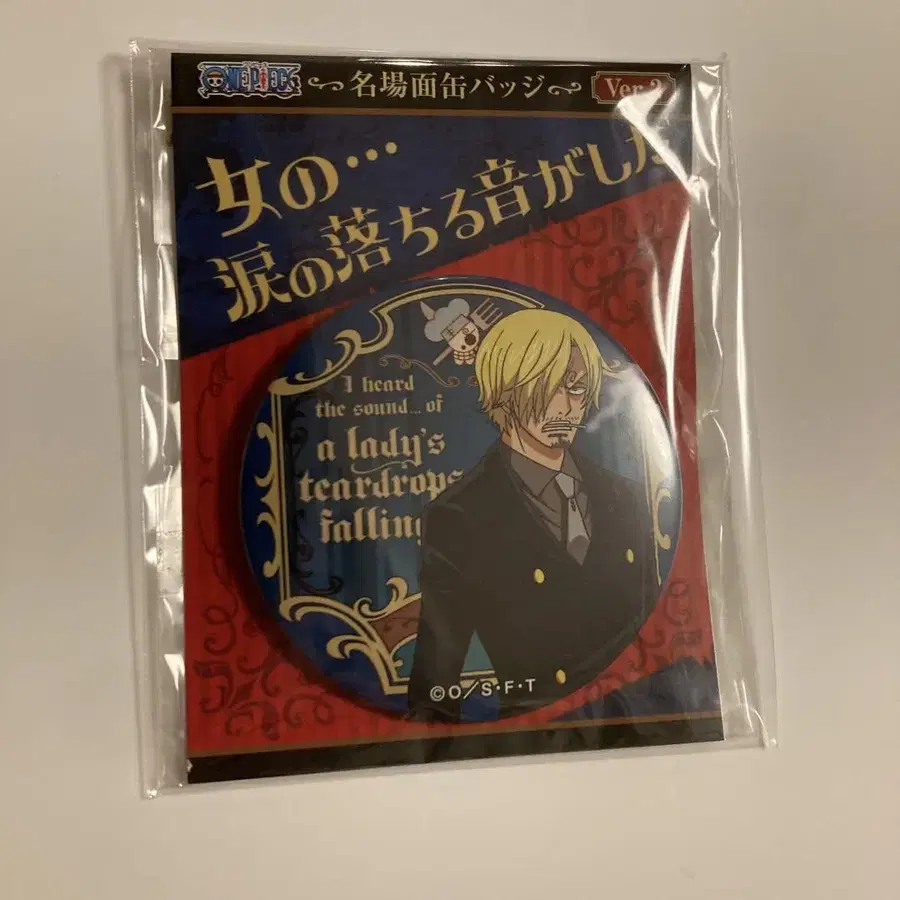 ONE PIECE
名場面缶バッジ
Ver.2
女の…
涙の落ちる音がした
I heard
the sound... of
a lady's
teardrops
falling
©O/S・F・T